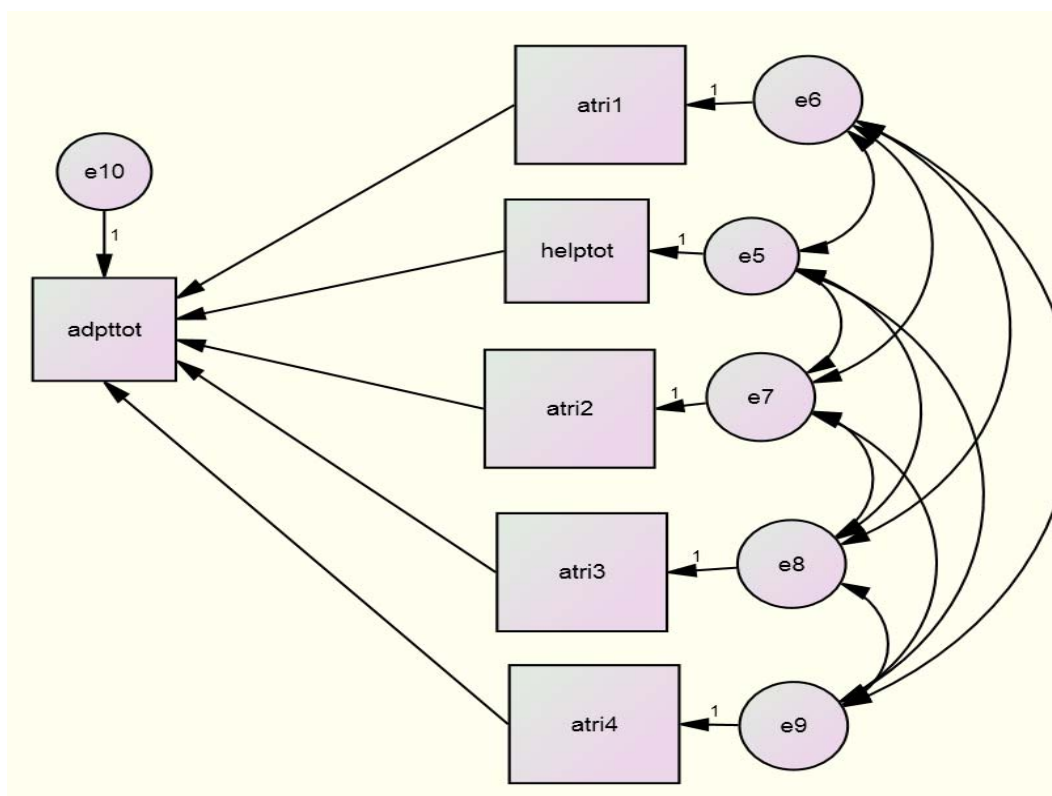 atri1
1
e6
e10
1
helptot
1
e5
adpttot
atri2
1
e7
atri3
1
e8
atri4
1
e9